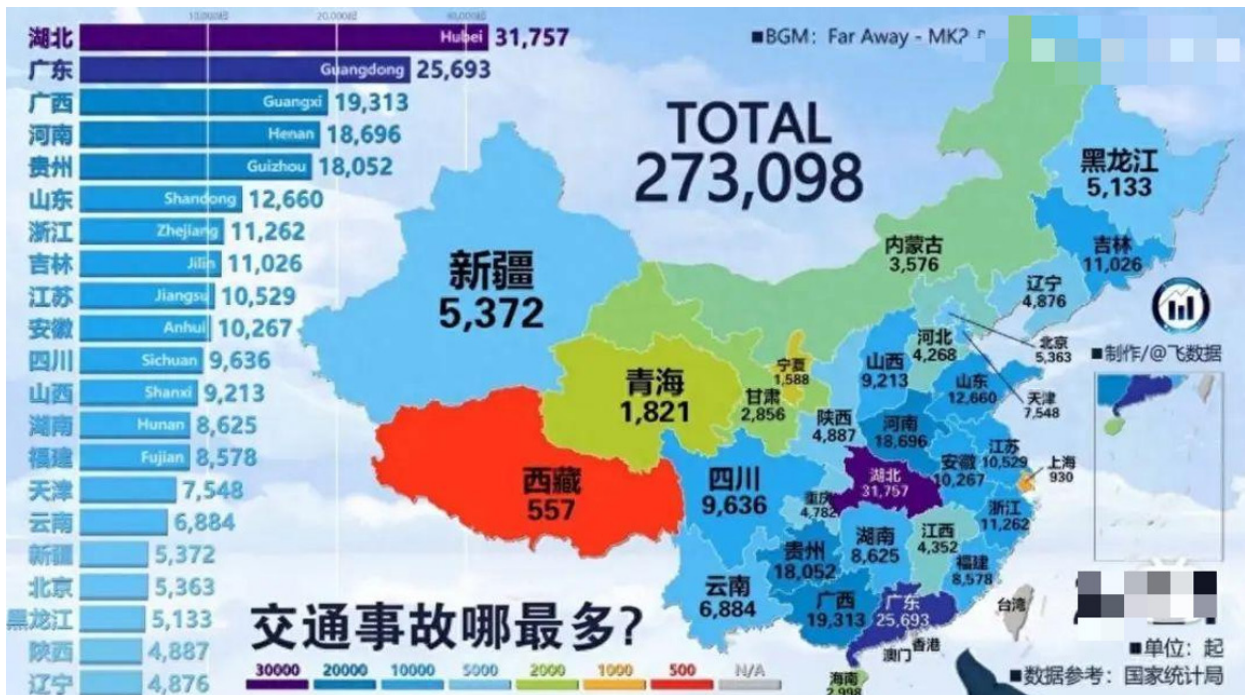 10,000起
20,000起
湖北 Hubei 31,757
广东 Guangdong 25,693
广西 Guangxi 19,313
河南 Henan 18,696
贵州 Guizhou 18,052
山东 Shandong 12,660
浙江 Zhejiang 11,262
吉林 Jilin 11,026
江苏 Jiangsu 10,529
安徽 Anhui 10,267
四川 Sichuan 9,636
山西 Shanxi 9,213
湖南 Hunan 8,625
福建 Fujian 8,578
天津 7,548
云南 6,884
新疆 5,372
北京 5,363
黑龙江 5,133
陕西 4,887
辽宁 4,876
■BGM: Far Away - MK?
TOTAL
273,098
黑龙江
5,133
吉林
11,026
内蒙古
3,576
辽宁
4,876
新疆
5,372
北京
5,363
河北
4,268
■制作/@飞数据
天津
7,548
山西
9,213
山东
12,660
宁夏
1,588
青海
1,821
甘肃
2,856
陕西
4,887
河南
18,696
江苏
10,529
安徽
10,267
上海
930
西藏
557
四川
9,636
重庆
4,782
湖北
31,757
浙江
11,262
湖南
8,625
江西
4,352
贵州
18,052
福建
8,578
云南
6,884
广西
19,313
广东
25,693
台湾
香港
澳门
海南
2,998
交通事故哪最多?
30000 20000 10000 5000 2000 1000 500 N/A
■单位：起
■数据参考：国家统计局